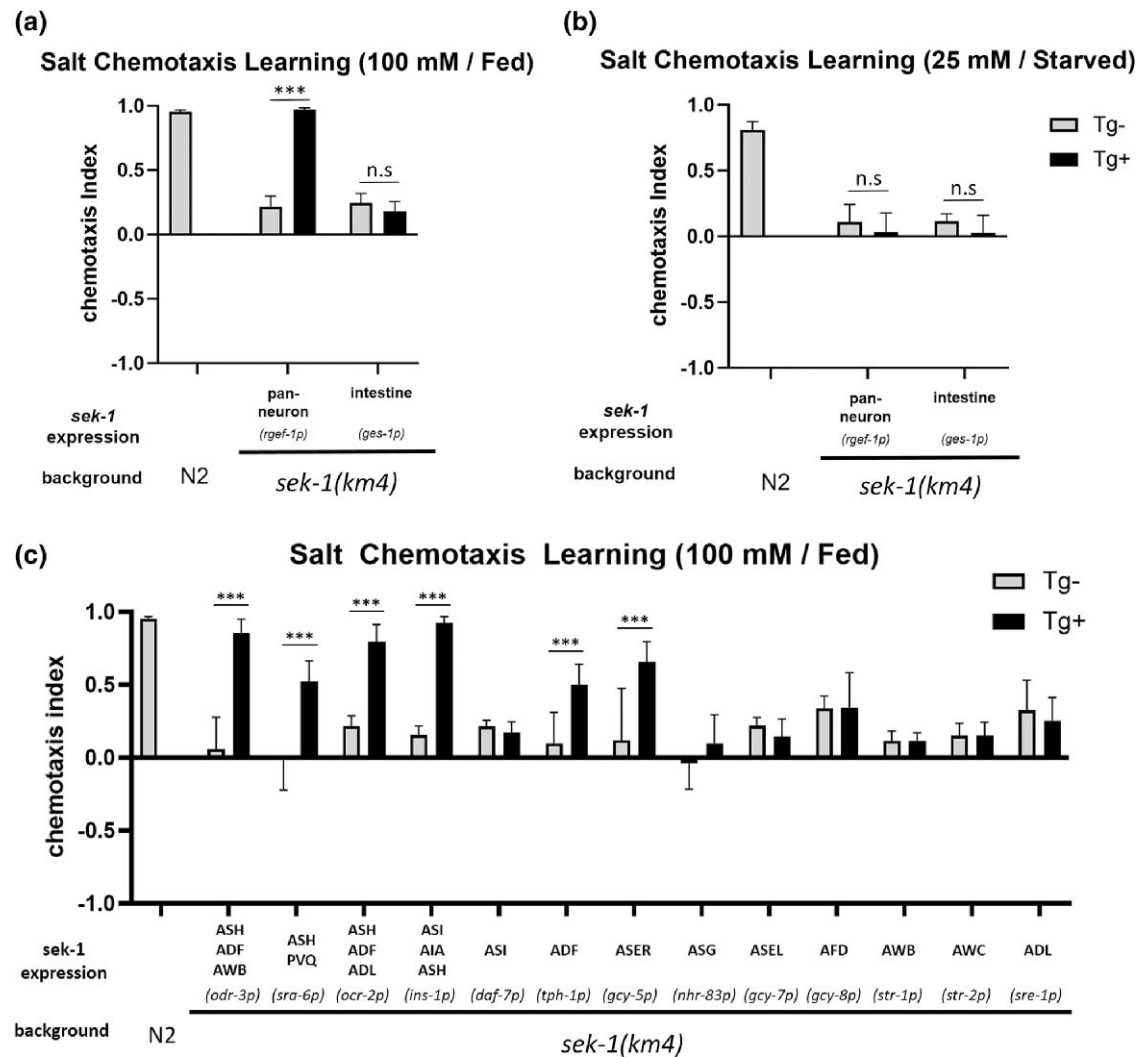 (a)
Salt Chemotaxis Learning (100 mM / Fed)
***
n.s
1.0
0.5
0.0
-0.5
-1.0
chemotaxis Index
pan-
neuron
intestine
sek-1
expression
(rgef-1p)
(ges-1p)
background
N2
sek-1(km4)
(b)
Salt Chemotaxis Learning (25 mM / Starved)
Tg-
Tg+
n.s
n.s
1.0
0.5
0.0
-0.5
-1.0
chemotaxis Index
pan-
neuron
intestine
sek-1
expression
(rgef-1p)
(ges-1p)
background
N2
sek-1(km4)
(c)
Salt Chemotaxis Learning (100 mM / Fed)
Tg-
Tg+
*** *** *** *** *** ***
1.0
0.5
0.0
-0.5
-1.0
chemotaxis index
sek-1
expression
ASH
ADF
AWB
ASH
PVQ
ASH
ADF
ADL
ASI
AIA
ASH
ASI
ADF
ASER
ASG
ASEL
AFD
AWB
AWC
ADL
(odr-3p) (sra-6p) (ocr-2p) (ins-1p) (daf-7p) (tph-1p) (gcy-5p) (nhr-83p) (gcy-7p) (gcy-8p) (str-1p) (str-2p) (sre-1p)
background
N2
sek-1(km4)